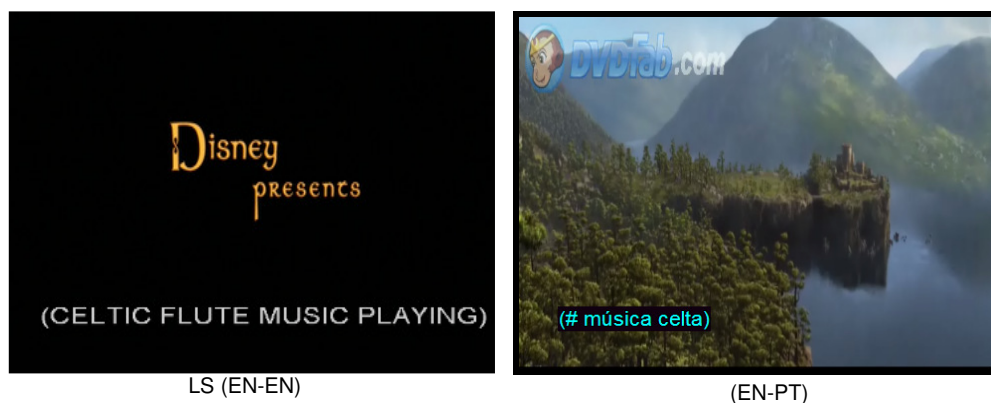 Disney
presents
(CELTIC FLUTE MUSIC PLAYING)
LS (EN-EN)
DVDFab.com
(# música celta)
(EN-PT)